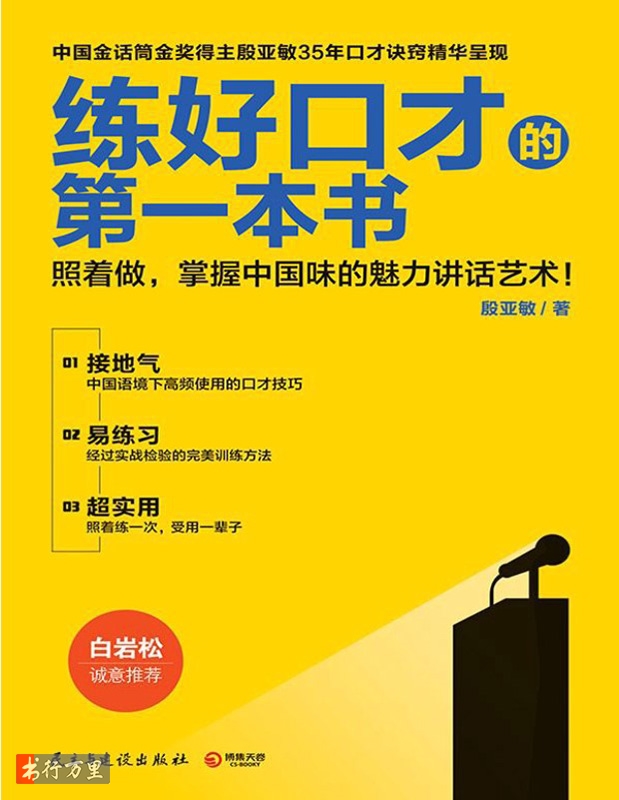 中国金话筒金奖得主殷亚敏35年口才诀窍精华呈现
练好口才的
第一本书
照着做，掌握中国味的魅力讲话艺术！
殷亚敏 / 著
01 接地气
中国语境下高频使用的口才技巧
02 易练习
经过实战检验的完美训练方法
03 超实用
照着练一次，受用一辈子
白岩松
诚意推荐
民主与建设出版社
博集天卷
CS-BOOKY
书行万里